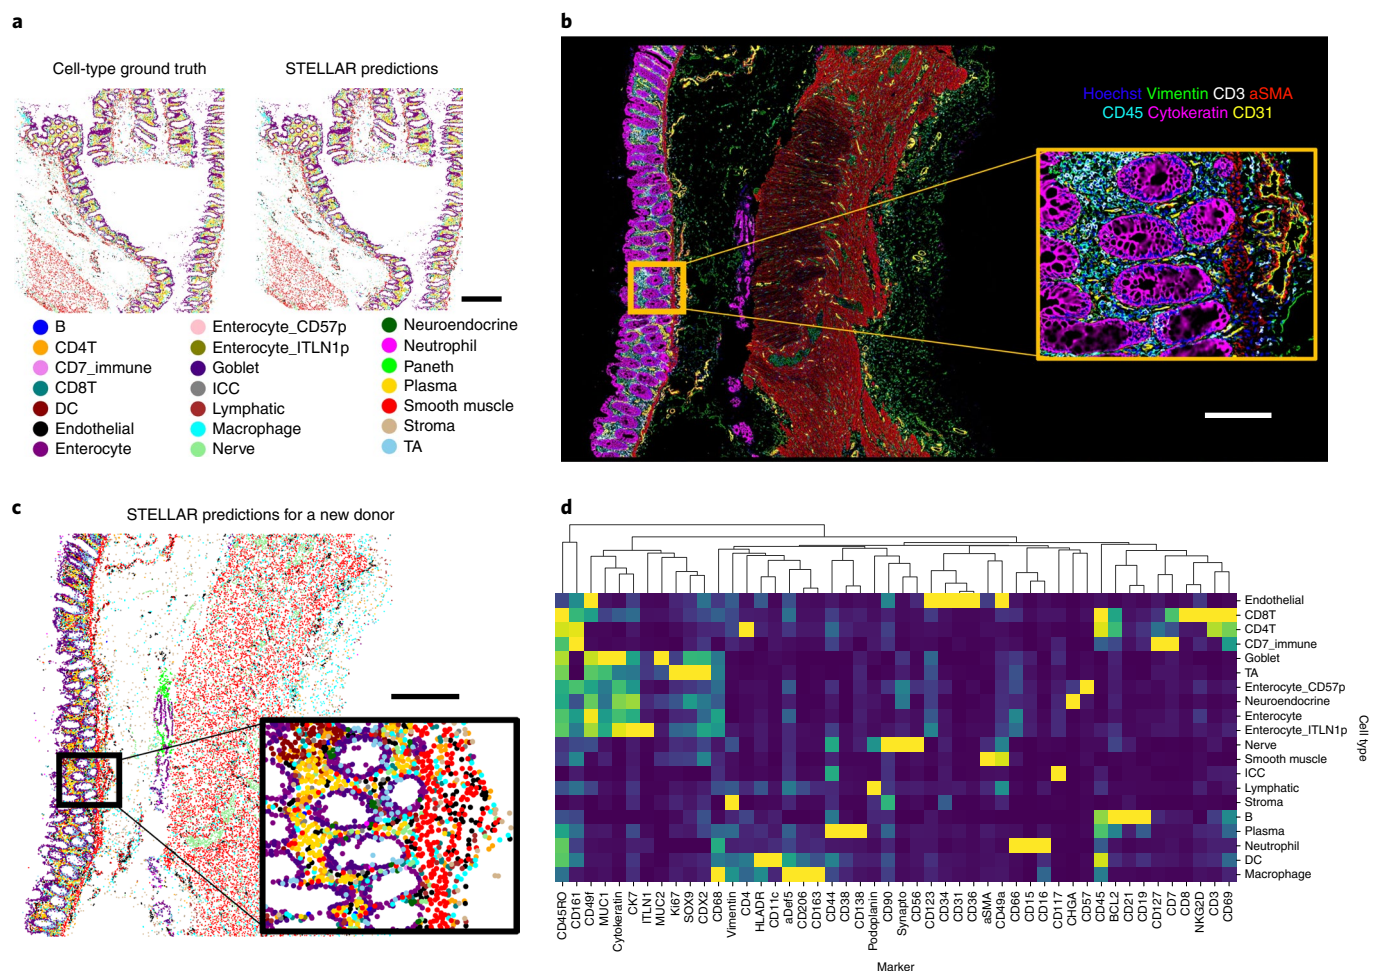 a
Cell-type ground truth
STELLAR predictions
B
CD4T
CD7_immune
CD8T
DC
Endothelial
Enterocyte
Enterocyte_CD57p
Enterocyte_ITLN1p
Goblet
ICC
Lymphatic
Macrophage
Nerve
Neuroendocrine
Neutrophil
Paneth
Plasma
Smooth muscle
Stroma
TA
b
Hoechst Vimentin CD3 aSMA
CD45 Cytokeratin CD31
c
STELLAR predictions for a new donor
d
Endothelial
CD8T
CD4T
CD7_immune
Goblet
TA
Enterocyte_CD57p
Neuroendocrine
Enterocyte
Enterocyte_ITLN1p
Nerve
Smooth muscle
ICC
Lymphatic
Stroma
B
Plasma
Neutrophil
DC
Macrophage
Cell type
CD45RO
CD161
CD49f
MUC1
Cytokeratin
CK7
ITLN1
MUC2
Ki67
SOX9
CDX2
CD68
Vimentin
CD4
HLADR
CD11c
aDef5
CD206
CD163
CD44
CD38
CD138
Podoplanin
CD90
Synapto
CD56
CD123
CD34
CD31
CD36
aSMA
CD49a
CD66
CD15
CD16
CD117
CHGA
CD57
CD45
BCL2
CD21
CD19
CD127
CD7
CD8
NKG2D
CD3
CD69
Marker